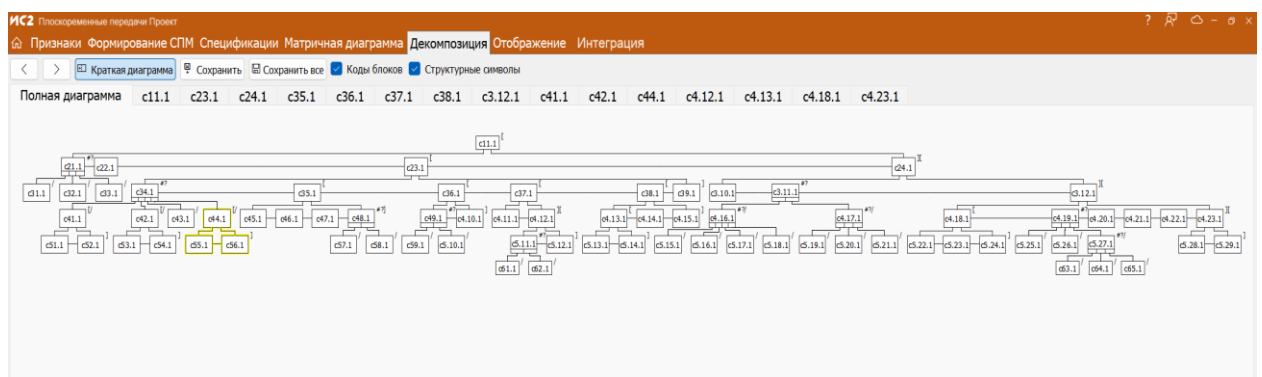 ИС2 Плоскоременные передачи Проект
Признаки Формирование СПМ Спецификации Матричная диаграмма Декомпозиция Отображение Интеграция
Краткая диаграмма Сохранить Сохранить все Коды блоков Структурные символы
Полная диаграмма c11.1 c23.1 c24.1 c35.1 c36.1 c37.1 c38.1 c3.12.1 c41.1 c42.1 c44.1 c4.12.1 c4.13.1 c4.18.1 c4.23.1
c11.1 [
c21.1 #? c22.1 c23.1 [ c24.1 ][
c31.1 / c32.1 / c33.1 / c34.1 #? c35.1 [ c36.1 [ c37.1 [ c38.1 ] c39.1 ] c3.10.1 c3.11.1 #? c3.12.1 ][
c41.1 [/ c42.1 [/ c43.1 / c44.1 [/ c45.1 c46.1 c47.1 c48.1 #?] c49.1 #? c4.10.1 ] c4.11.1 c4.12.1 ][ c4.13.1 [ c4.14.1 c4.15.1 ] c4.16.1 #?/ c4.17.1 #?/ c4.18.1 [ c4.19.1 #? c4.20.1 c4.21.1 c4.22.1 c4.23.1 ][
c51.1 c52.1 ] c53.1 c54.1 ] c55.1 c56.1 ] c57.1 / c58.1 / c59.1 / c5.10.1 / c5.11.1 #? c5.12.1 ] c5.13.1 c5.14.1 ] c5.15.1 / c5.16.1 / c5.17.1 / c5.18.1 / c5.19.1 / c5.20.1 / c5.21.1 / c5.22.1 c5.23.1 c5.24.1 ] c5.25.1 / c5.26.1 / c5.27.1 #?/ c5.28.1 c5.29.1 ]
c61.1 / c62.1 / c63.1 / c64.1 / c65.1 /